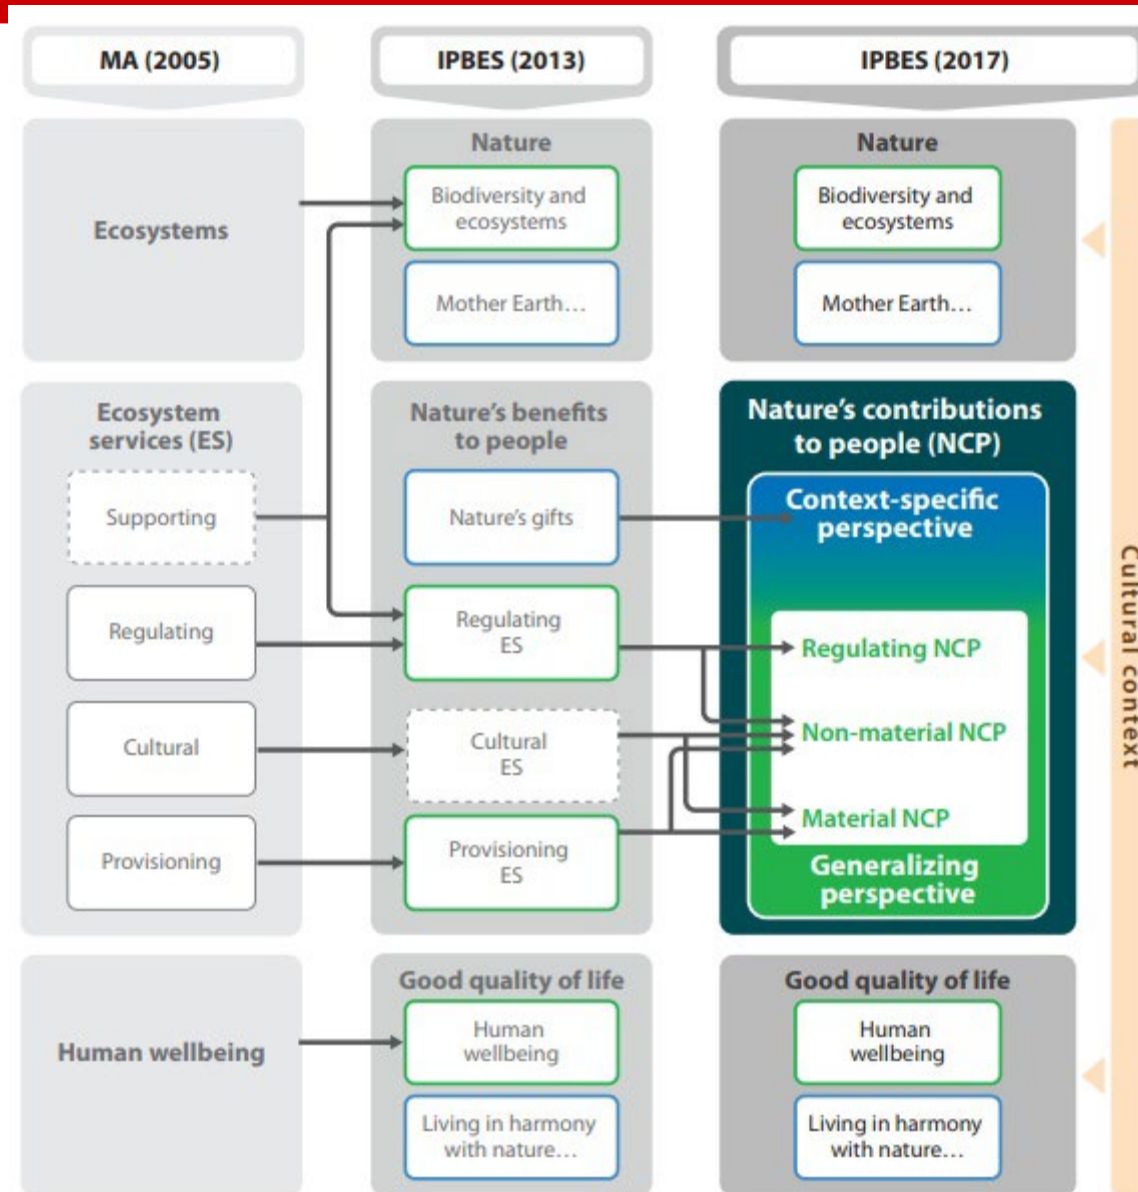 MA (2005)
IPBES (2013)
IPBES (2017)
Ecosystems
Ecosystem
services (ES)
Supporting
Regulating
Cultural
Provisioning
Human wellbeing
Nature
Biodiversity and
ecosystems
Mother Earth…
Nature's benefits
to people
Nature's gifts
Regulating
ES
Cultural
ES
Provisioning
ES
Good quality of life
Human
wellbeing
Living in harmony
with nature…
Nature
Biodiversity and
ecosystems
Mother Earth…
Nature's contributions
to people (NCP)
Context-specific
perspective
Regulating NCP
Non-material NCP
Material NCP
Generalizing
perspective
Good quality of life
Human
wellbeing
Living in harmony
with nature…
Cultural context